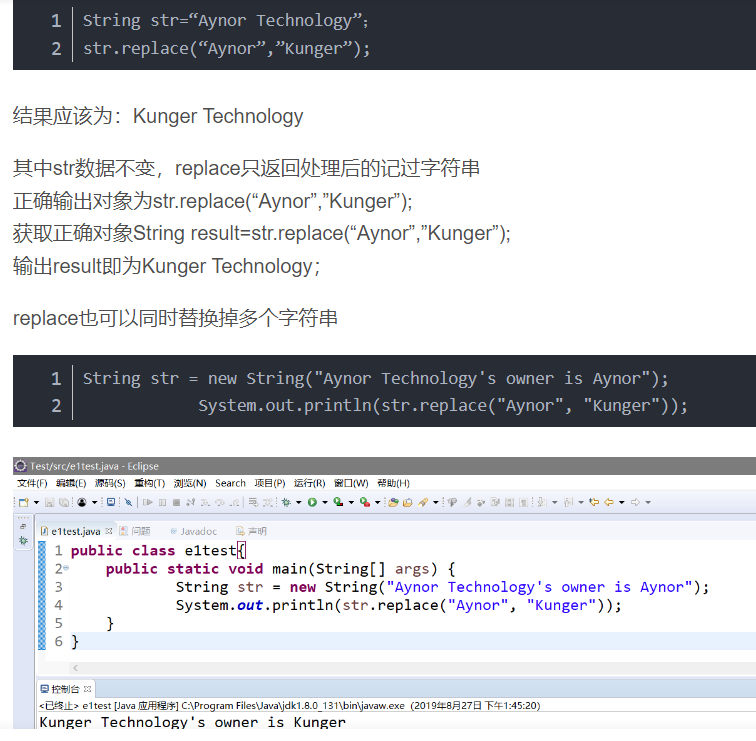 1 String str=“Aynor Technology”;
2 str.replace(“Aynor”,”Kunger”);
结果应该为：Kunger Technology
其中str数据不变，replace只返回处理后的记过字符串
正确输出对象为str.replace(“Aynor”,”Kunger”);
获取正确对象String result=str.replace(“Aynor”,”Kunger”);
输出result即为Kunger Technology；
replace也可以同时替换掉多个字符串
1 String str = new String("Aynor Technology's owner is Aynor");
2 System.out.println(str.replace("Aynor", "Kunger"));
Test/src/e1test.java - Eclipse
文件(F) 编辑(E) 源码(S) 重构(T) 浏览(N) Search 项目(P) 运行(R) 窗口(W) 帮助(H)
e1test.java 问题 @ Javadoc 声明
1 public class e1test{
2 public static void main(String[] args) {
3 String str = new String("Aynor Technology's owner is Aynor");
4 System.out.println(str.replace("Aynor", "Kunger"));
5 }
6 }
控制台
<已终止> e1test [Java 应用程序] C:\Program Files\Java\jdk1.8.0_131\bin\javaw.exe （2019年8月27日 下午1:45:20）
Kunger Technology's owner is Kunger